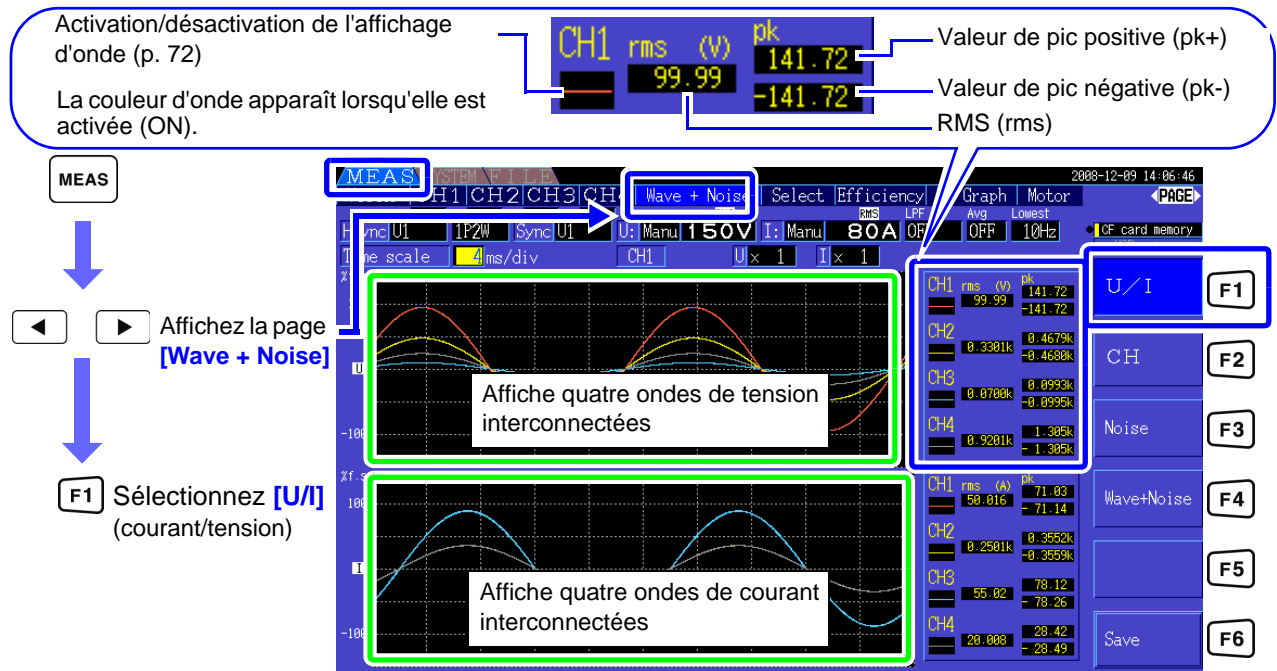 Activation/désactivation de l'affichage
d'onde (p. 72)
La couleur d'onde apparaît lorsqu'elle est
activée (ON).
CH1 rms (V) pk
99.99
141.72
-141.72
Valeur de pic positive (pk+)
Valeur de pic négative (pk-)
RMS (rms)
MEAS
Affichez la page
[Wave + Noise]
F1 Sélectionnez [U/I]
(courant/tension)
MEAS SYSTEM FILE
2008-12-09 14:06:46
CH1 CH2 CH3 Wave + Noise Select Efficiency Graph Motor PAGE
RMS LPF Avg Lowest
U1 1P2W Sync U1 U: Manu 150V I: Manu 80A OFF 10Hz
CF card memory
scale 4 ms/div CH1 U x 1 I x 1
U
-100
Affiche quatre ondes de tension
interconnectées
CH1 rms (V) pk
99.99 141.72
-141.72
CH2
0.3301k 0.4679k
-0.4680k
CH3
0.0700k 0.0993k
-0.0995k
CH4
0.9201k 1.305k
- 1.305k
%f.s
100
I
-100
Affiche quatre ondes de courant
interconnectées
CH1 rms (A) pk
50.016 71.03
- 71.14
CH2
0.2501k 0.3552k
-0.3559k
CH3
55.02 78.12
- 78.26
CH4
20.008 28.42
- 28.49
U/I F1
CH F2
Noise F3
Wave+Noise F4
F5
Save F6